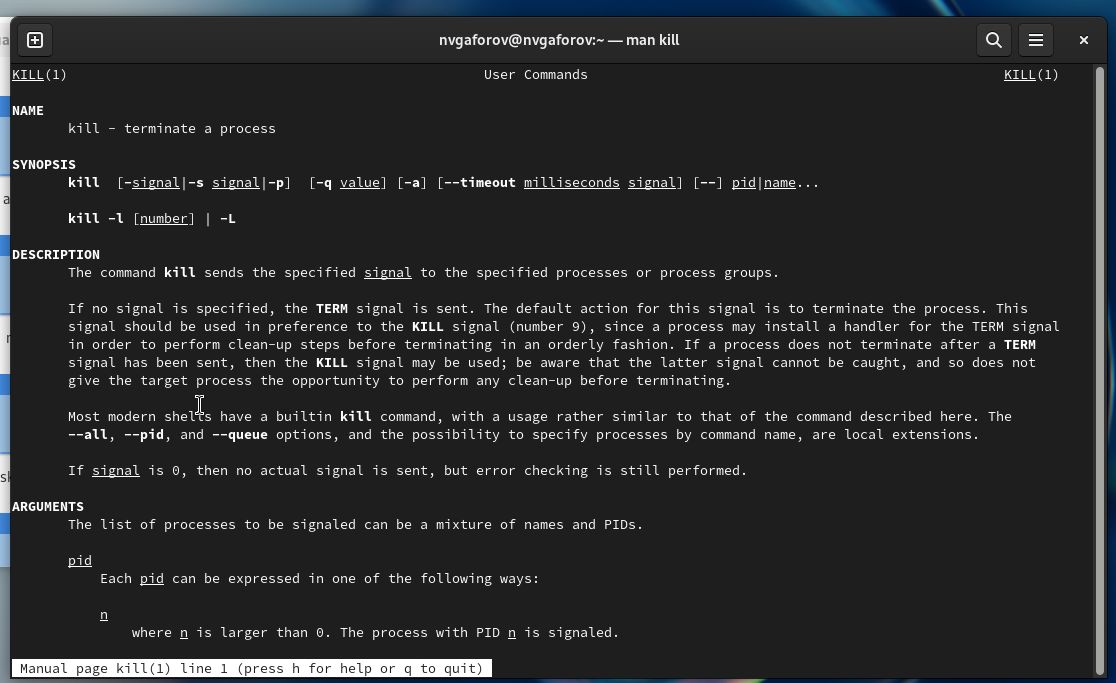 nvgaforov@nvgaforov:~ — man kill
KILL(1) User Commands KILL(1)
NAME
kill – terminate a process
SYNOPSIS
kill [–signal|–s signal|–p] [–q value] [–a] [––timeout milliseconds signal] [––] pid|name...
kill –l [number] | –L
DESCRIPTION
The command kill sends the specified signal to the specified processes or process groups.
If no signal is specified, the TERM signal is sent. The default action for this signal is to terminate the process. This
signal should be used in preference to the KILL signal (number 9), since a process may install a handler for the TERM signal
in order to perform clean–up steps before terminating in an orderly fashion. If a process does not terminate after a TERM
signal has been sent, then the KILL signal may be used; be aware that the latter signal cannot be caught, and so does not
give the target process the opportunity to perform any clean–up before terminating.
Most modern shells have a builtin kill command, with a usage rather similar to that of the command described here. The
––all, ––pid, and ––queue options, and the possibility to specify processes by command name, are local extensions.
If signal is 0, then no actual signal is sent, but error checking is still performed.
ARGUMENTS
The list of processes to be signaled can be a mixture of names and PIDs.
pid
Each pid can be expressed in one of the following ways:
n
where n is larger than 0. The process with PID n is signaled.
Manual page kill(1) line 1 (press h for help or q to quit)